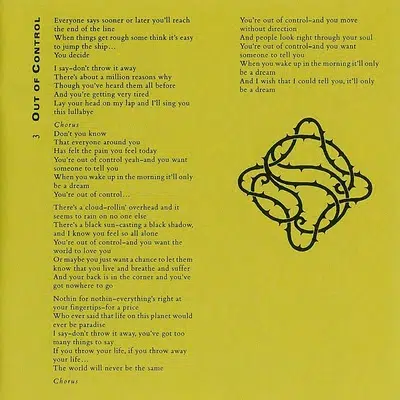 3 OUT OF CONTROL
Everyone says sooner or later you'll reach
the end of the line
When things get rough some think it's easy
to jump the ship...
You decidr
I say–don't throw it away
There's about a million reasons why
Though you've heard them all before
And you're getting very tired
Lay your head on my lap and I'll sing you
this lullabye
Chorus
Don't you know
That everyone around you
Has felt the pain you feel today
You're out of control yeah–and you want
someone to tell you
When you wake up in the morning it'll only
be a dream
You're out of control...
There's a cloud–rollin' overhead and it
seems to rain on no one else
There's a black sun–casting a black shadow,
and I know you feel so all alone
You're out of control–and you want the
world to love you
Or maybe you just want a chance to let them
know that you live and breathe and suffer
And your back is in the corner and you've
got nowhere to go
Nothin for nothin–everything's right at
your fingertips–for a price
Who ever said that life on this planet would
ever be paradise
I say–don't throw it away, you've got too
many things to say
If you throw your life, if you throw away
your life...
The world will never be the same
Chorus
You're out of control–and you move
without direction
And people look right through your soul
You're out of control–and you want
someone to tell you
When you wake up in the morning it'll only
be a dream
And I wish that I could tell you, it'll only
be a dream